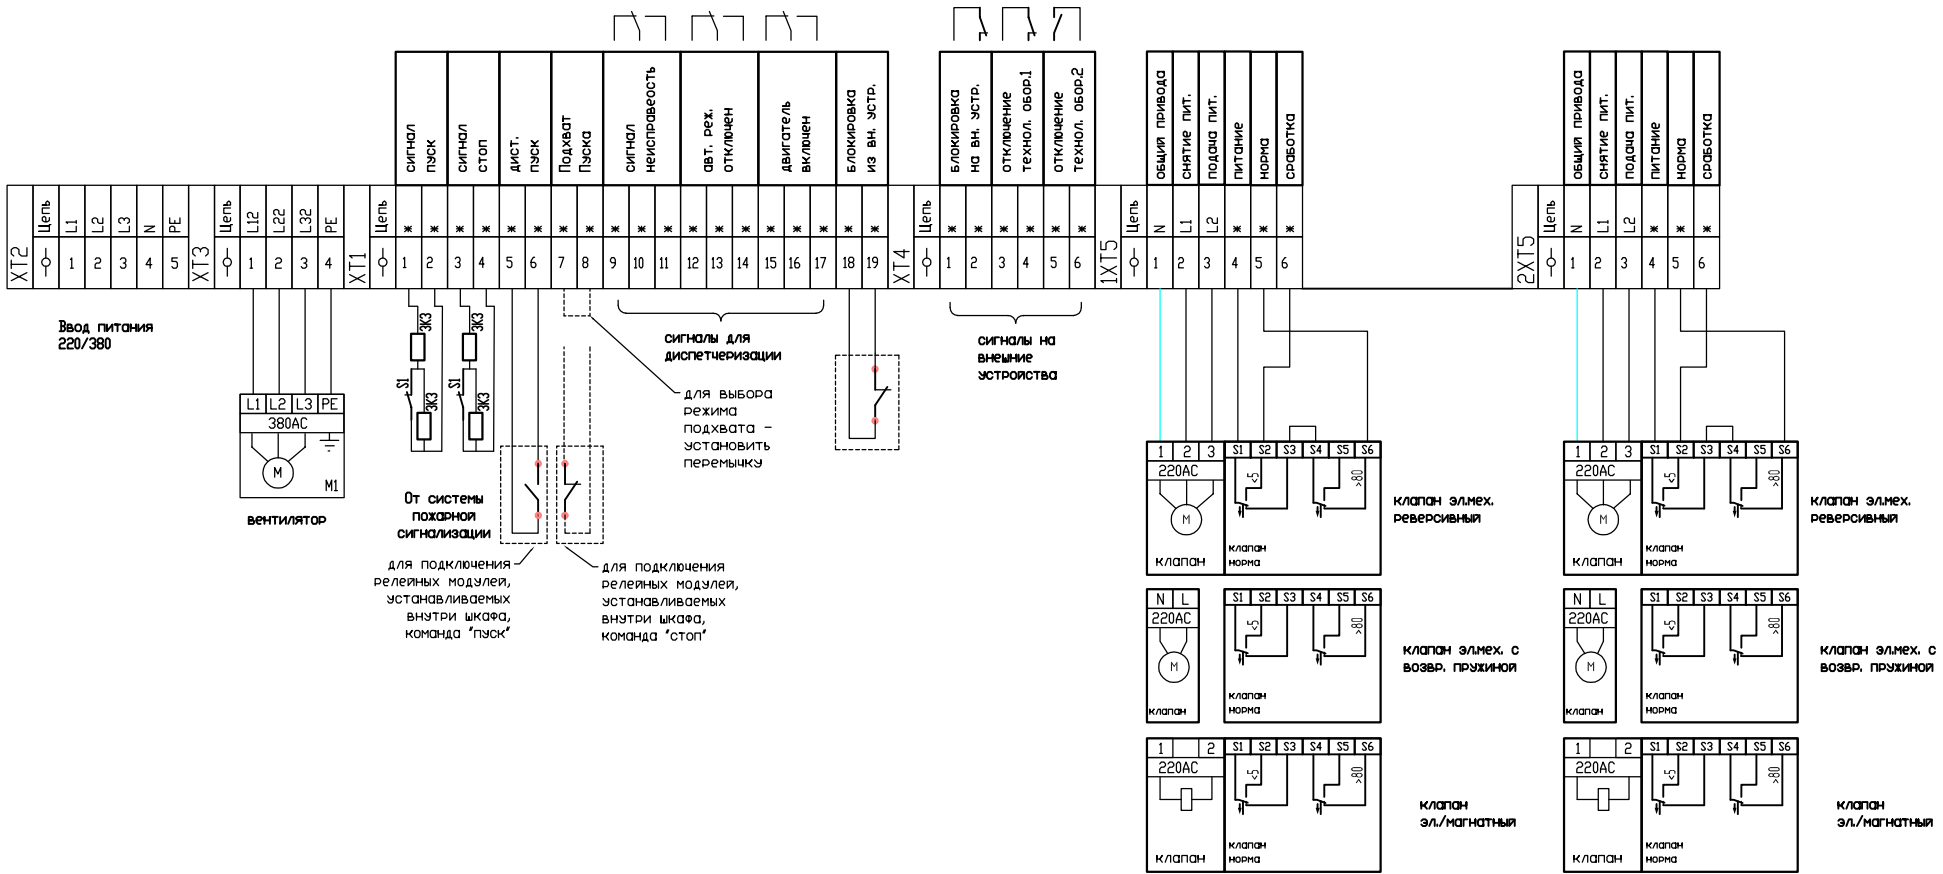 сигнал
пуск
сигнал
стоп
дист.
пуск
Подхват
Пуска
сигнал
неисправеость
авт. реж.
отключен
двигатель
включен
блокировка
из вн. устр.
блокировка
на вн. устр.
отключение
технол. обор.1
отключение
технол. обор.2
общий привода
снятие пит.
подача пит.
питание
норма
сработка
общий привода
снятие пит.
подача пит.
питание
норма
сработка
XT2
Цепь
L1
L2
L3
N
PE
1
2
3
4
5
XT3
Цепь
L12
L22
L32
PE
1
2
3
4
XT1
Цепь
* * * * * * * * * * * * * * * * * * *
1 2 3 4 5 6 7 8 9 10 11 12 13 14 15 16 17 18 19
XT4
Цепь
* * * * * *
1 2 3 4 5 6
1XT5
Цепь
N L1 L2 * * *
1 2 3 4 5 6
2XT5
Цепь
N L1 L2 * * *
1 2 3 4 5 6
Ввод питания
220/380
L1 L2 L3 PE
380AC
M
M1
вентилятор
ЭКЗ
S1
ЭКЗ
ЭКЗ
S1
ЭКЗ
От системы
пожарной
сигнализации
для подключения
релейных модулей,
устанавливаемых
внутри шкафа,
команда "пуск"
для подключения
релейных модулей,
устанавливаемых
внутри шкафа,
команда "стоп"
сигналы для
диспетчеризации
для выбора
режима
подхвата -
установить
перемычку
сигналы на
внешние
устройства
1 2 3
220AC
M
клапан
S1 S2 S3 S4 S5 S6
<5
>80
клапан
норма
клапан эл.мех.
реверсивный
N L
220AC
M
клапан
S1 S2 S3 S4 S5 S6
<5
>80
клапан
норма
клапан эл.мех. с
возвр. пружиной
1 2
220AC
клапан
S1 S2 S3 S4 S5 S6
<5
>80
клапан
норма
клапан
эл./магнатный
1 2 3
220AC
M
клапан
S1 S2 S3 S4 S5 S6
<5
>80
клапан
норма
клапан эл.мех.
реверсивный
N L
220AC
M
клапан
S1 S2 S3 S4 S5 S6
<5
>80
клапан
норма
клапан эл.мех. с
возвр. пружиной
1 2
220AC
клапан
S1 S2 S3 S4 S5 S6
<5
>80
клапан
норма
клапан
эл./магнатный